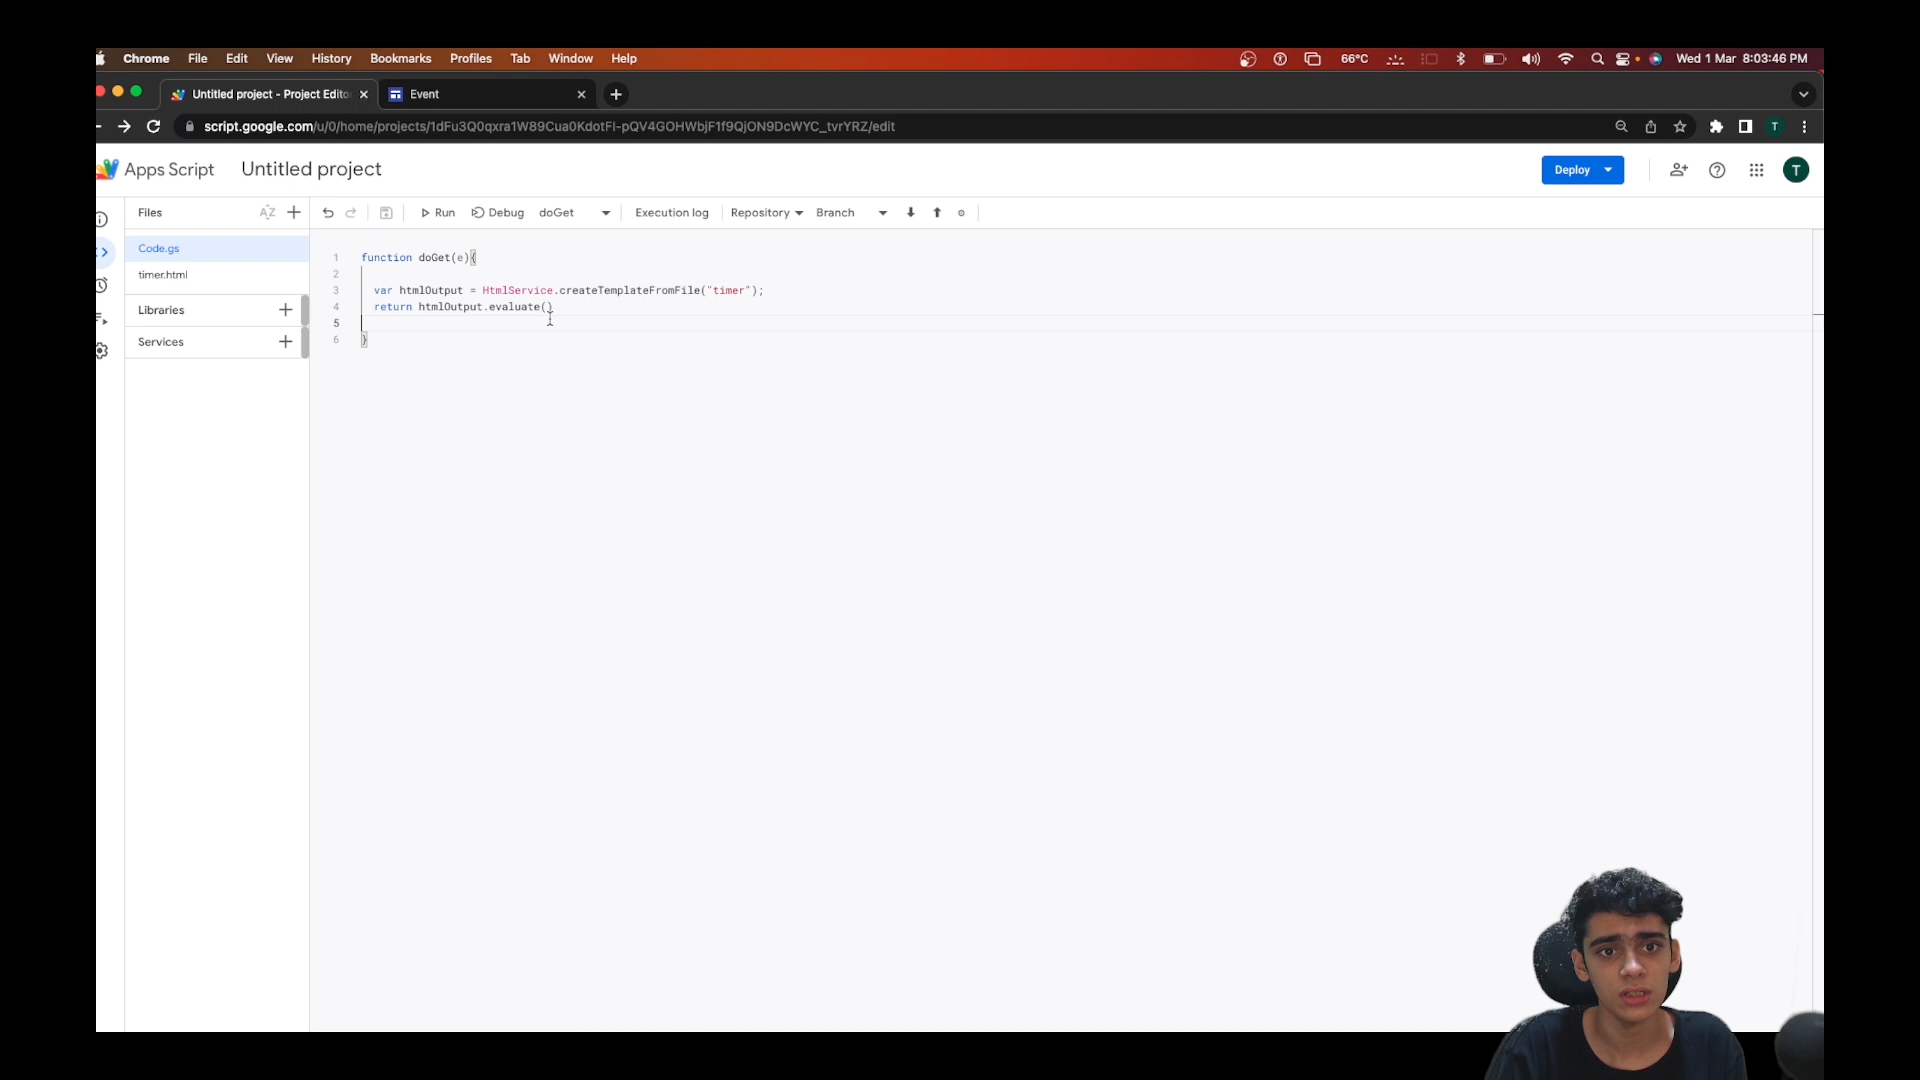 Chrome File Edit View History Bookmarks Profiles Tab Window Help 66°C Wed 1 Mar 8:03:46 PM
Untitled project - Project Edito Event
script.google.com/u/0/home/projects/1dFu3Q0qxra1W89Cua0KdotFI-pQV4GOHWbjF1f9QjON9DcWYC_tvrYRZ/edit T
Apps Script Untitled project Deploy T
Files AZ Run Debug doGet Execution log Repository Branch
Code.gs
timer.html
Libraries
Services
1 function doGet(e){
2
3 var htmlOutput = HtmlService.createTemplateFromFile("timer");
4 return htmlOutput.evaluate()
5
6 }